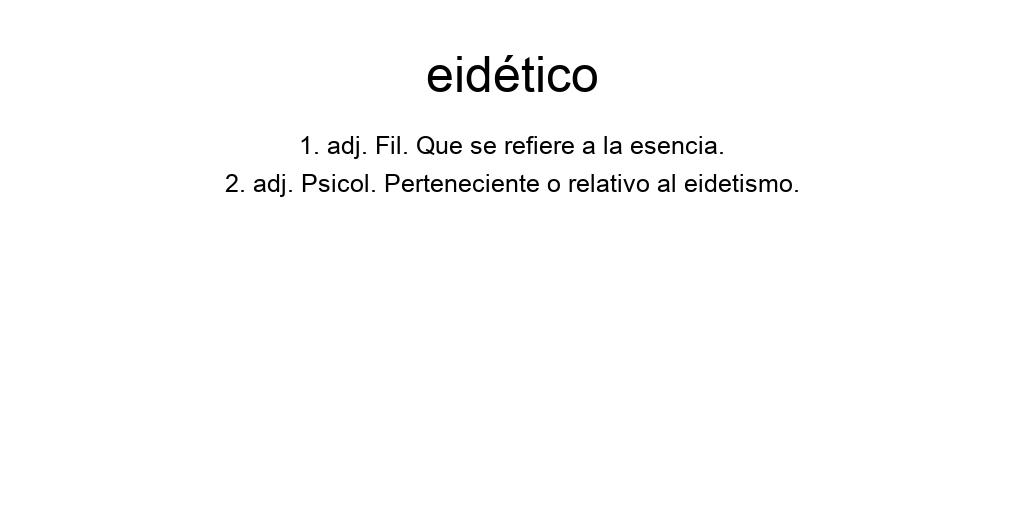 eidético
1. adj. Fil. Que se refiere a la esencia.
2. adj. Psicol. Perteneciente o relativo al eidetismo.